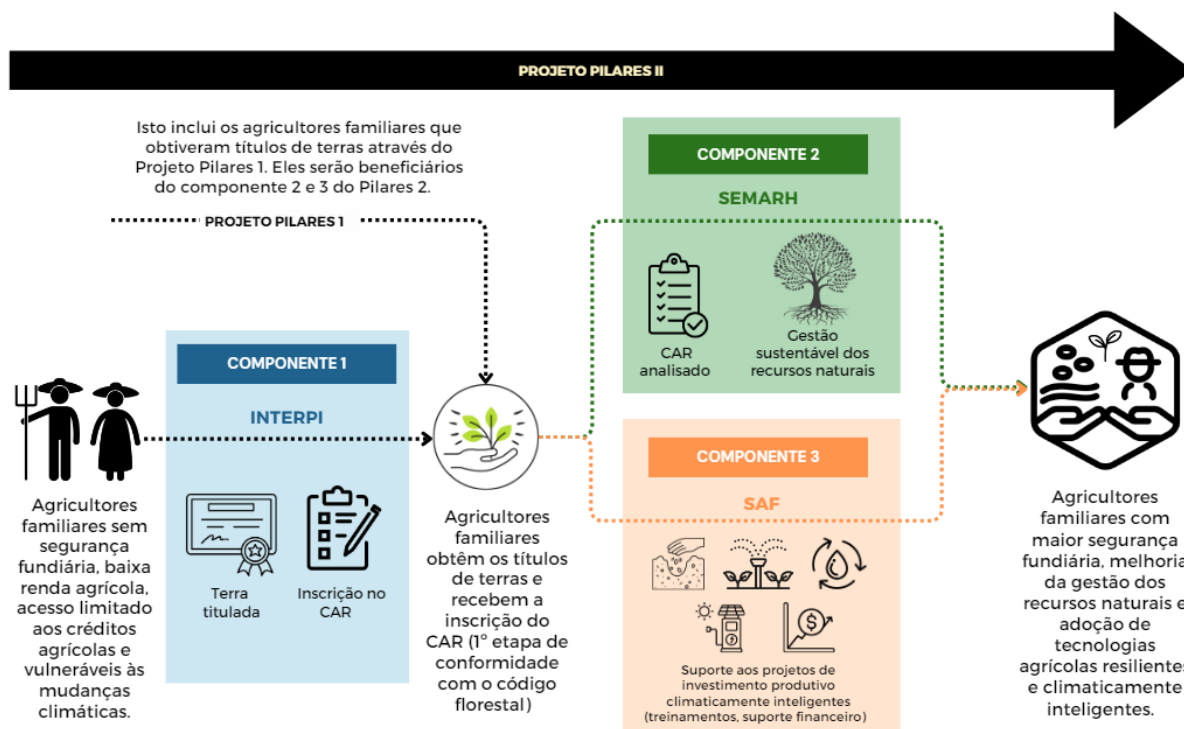 PROJETO PILARES II
Isto inclui os agricultores familiares que
obtiveram títulos de terras através do
Projeto Pilares 1. Eles serão beneficiários
do componente 2 e 3 do Pilares 2.
PROJETO PILARES 1
COMPONENTE 1
INTERPI
Terra
titulada
Inscrição no
CAR
Agricultores
familiares sem
segurança
fundiária, baixa
renda agrícola,
acesso limitado
aos créditos
agrícolas e
vulneráveis às
mudanças
climáticas.
Agricultores
familiares
obtêm os títulos
de terras e
recebem a
inscrição do
CAR (1º etapa de
conformidade
com o código
florestal)
COMPONENTE 2
SEMARH
CAR
analisado
Gestão
sustentável dos
recursos naturais
COMPONENTE 3
SAF
$
Suporte aos projetos de
investimento produtivo
climaticamente inteligentes
(treinamentos, suporte financeiro)
Agricultores
familiares com
maior segurança
fundiária, melhoria
da gestão dos
recursos naturais e
adoção de
tecnologias
agrícolas resilientes
e climaticamente
inteligentes.